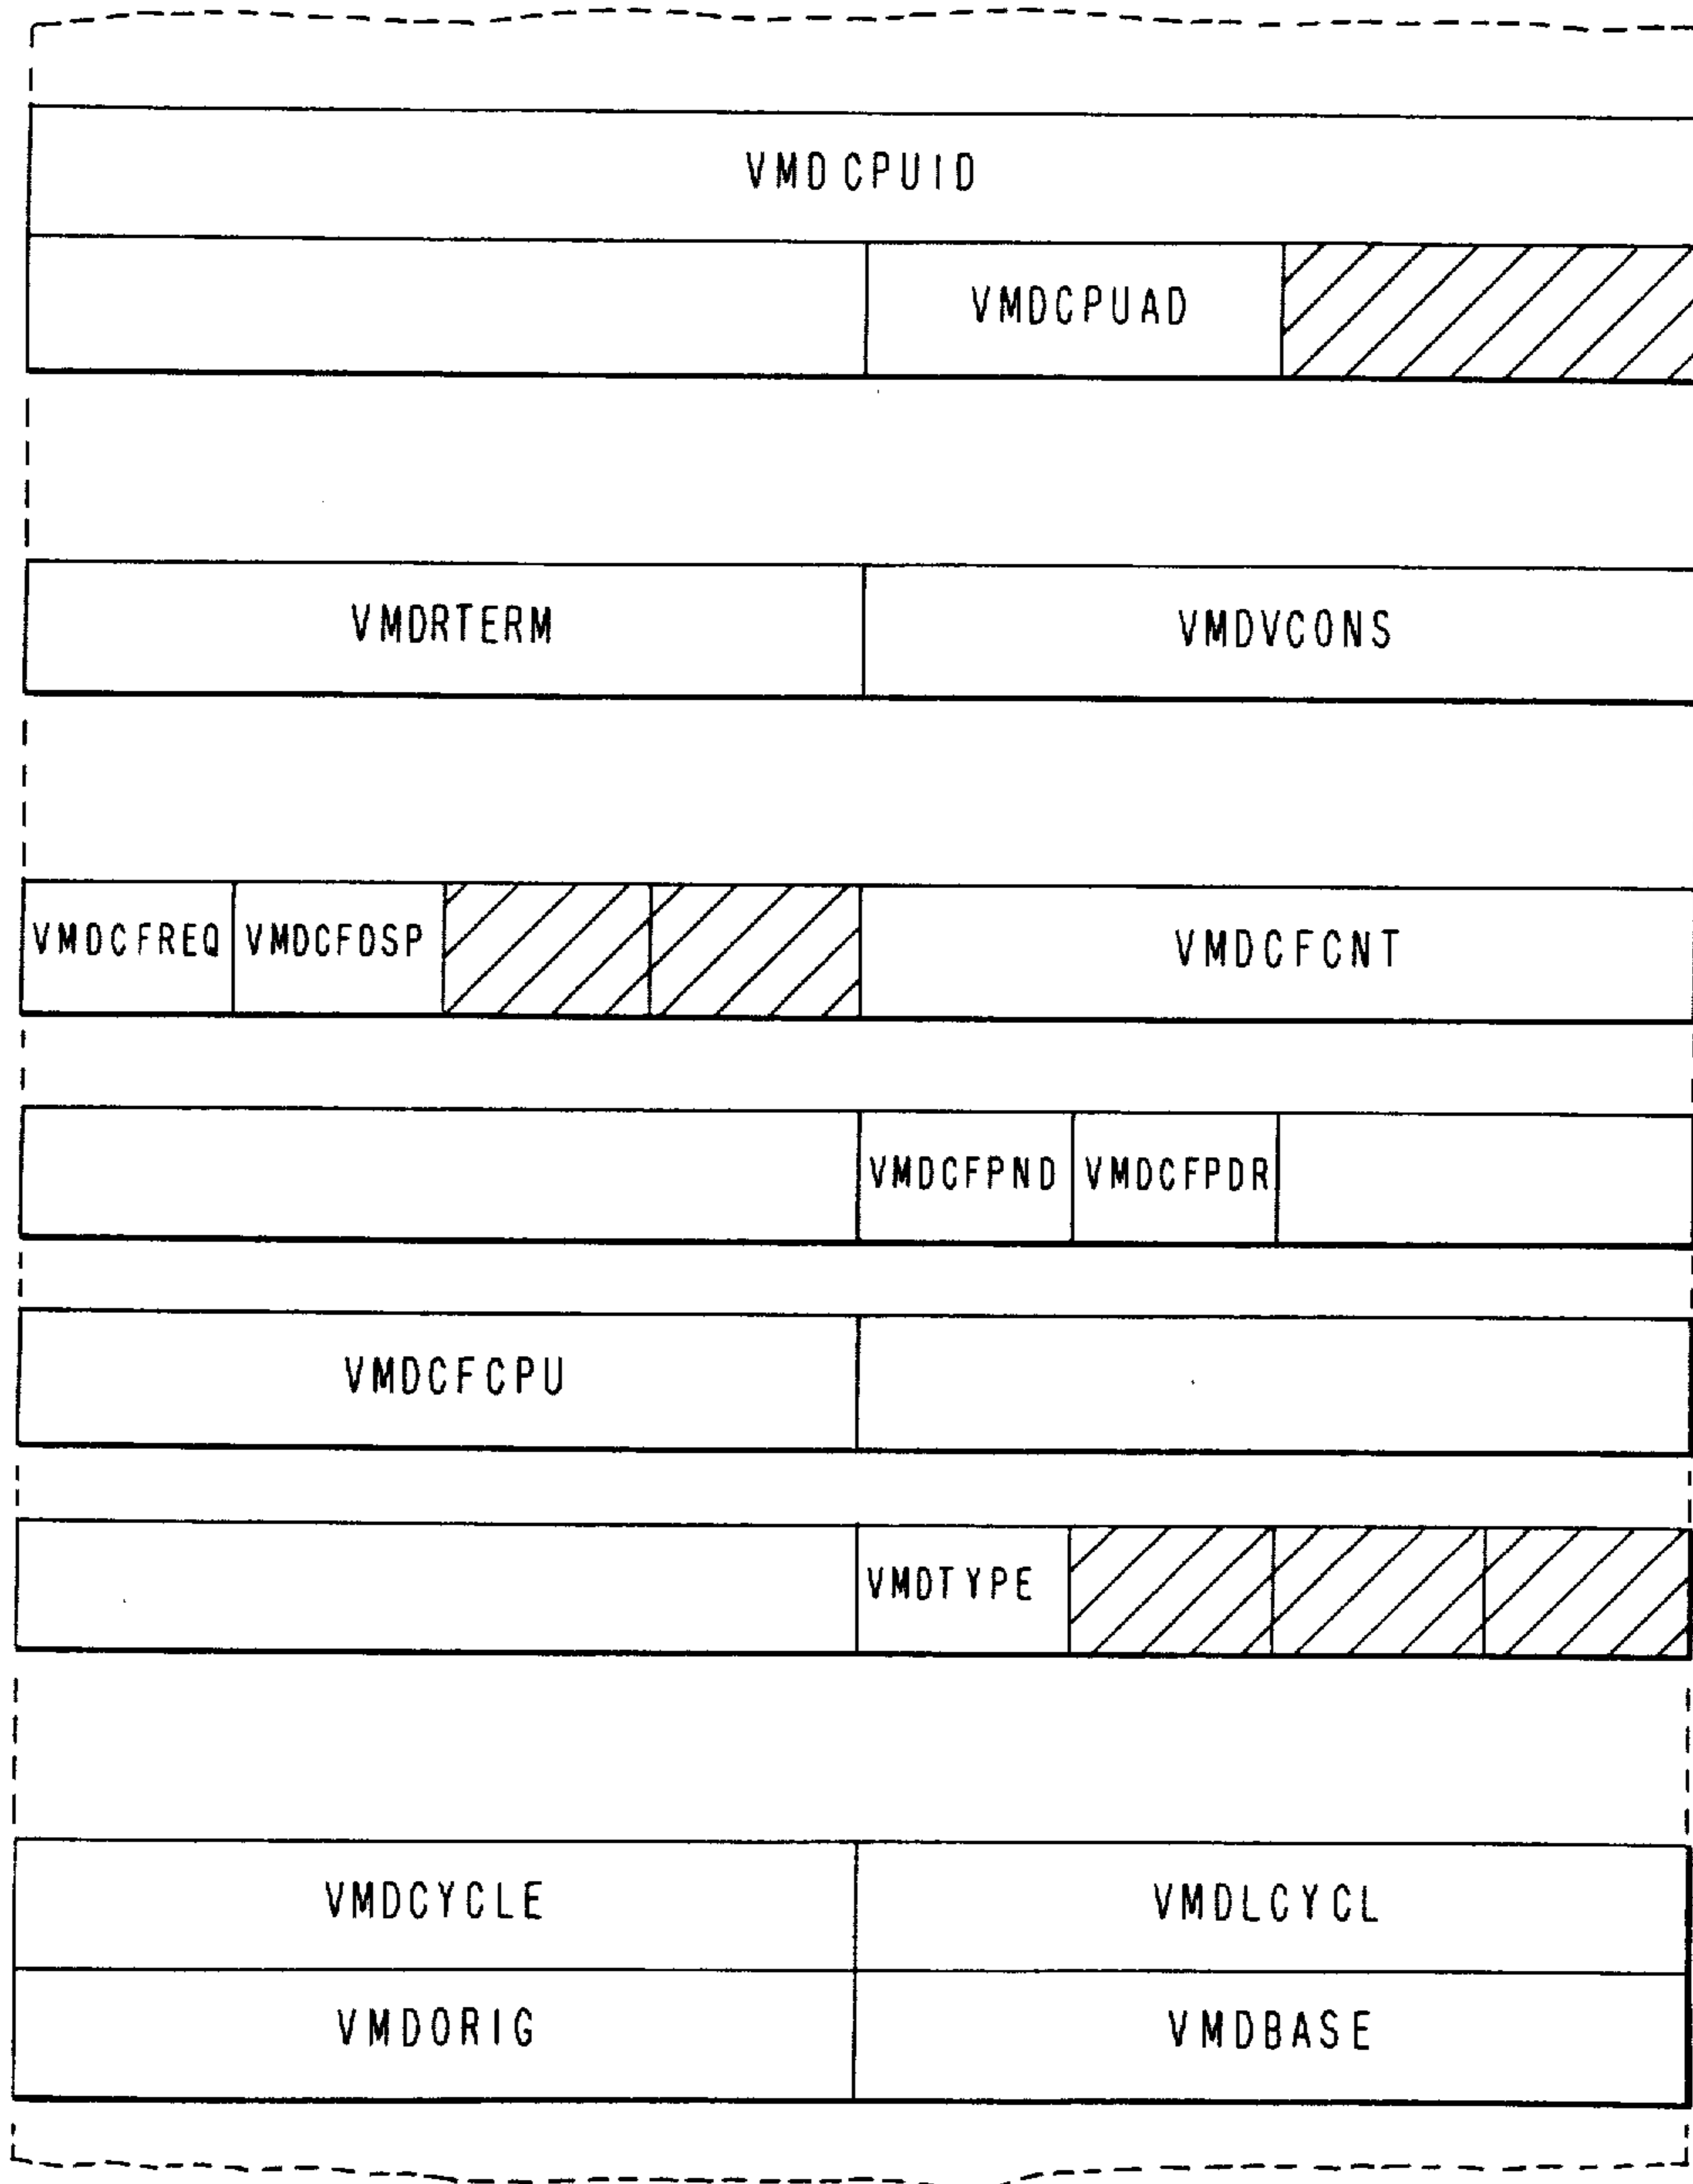 VMDCPUID
VMDCPUAD
VMDRTERM VMDVCONS
VMDCFREQ VMDCFDSP VMDCFCNT
VMDCFPND VMDCFPDR
VMDCFCPU
VMDTYPE
VMDCYCLE VMDLCYCL
VMDORIG VMDBASE